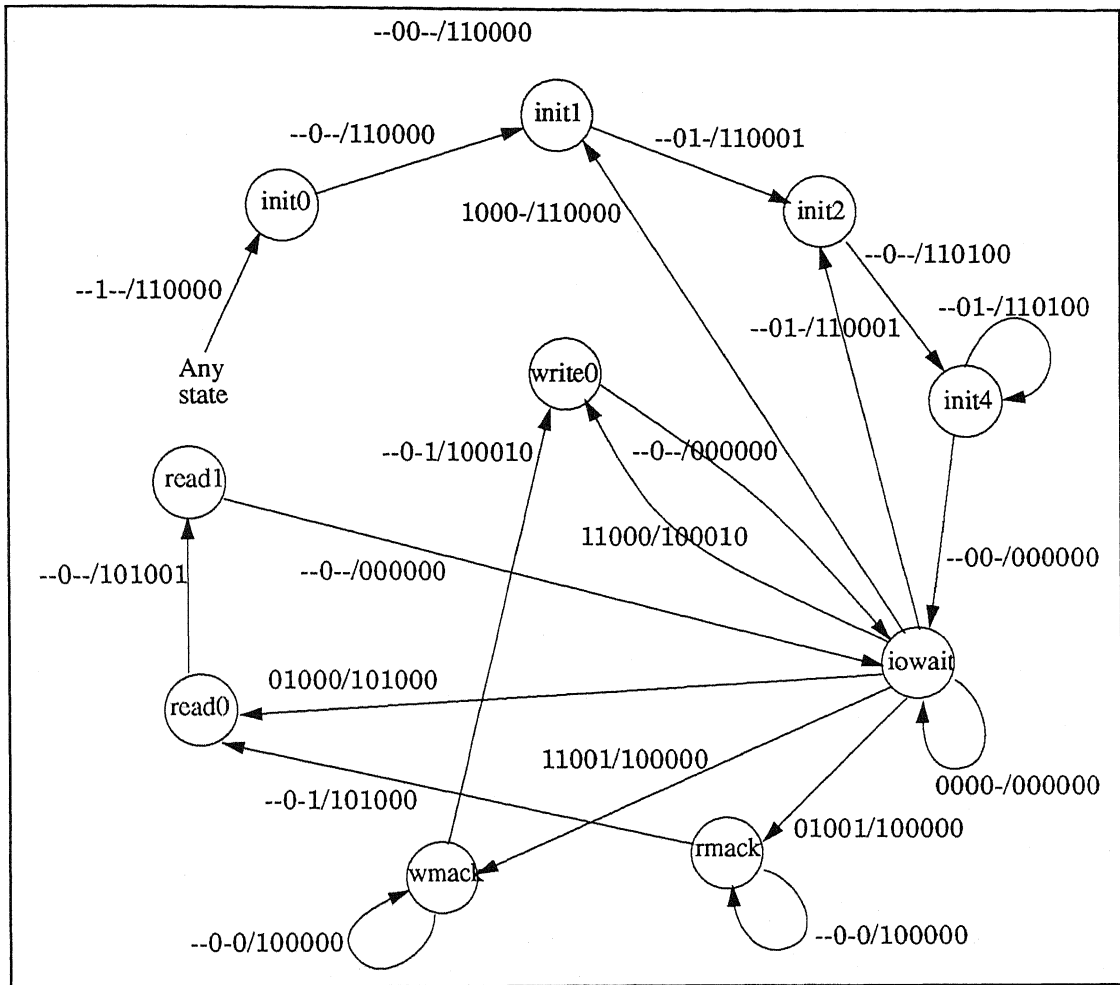 --00--/110000
init1
--0--/110000
--01-/110001
init0
1000-/110000
init2
--0--/110100
--1--/110000
--01-/110001
--01-/110100
Any
state
write0
init4
--0-1/100010
--0--/000000
read1
11000/100010
--0--/101001
--0--/000000
--00-/000000
iowait
01000/101000
read0
11001/100000
0000-/000000
--0-1/101000
01001/100000
rmack
wmack
--0-0/100000
--0-0/100000